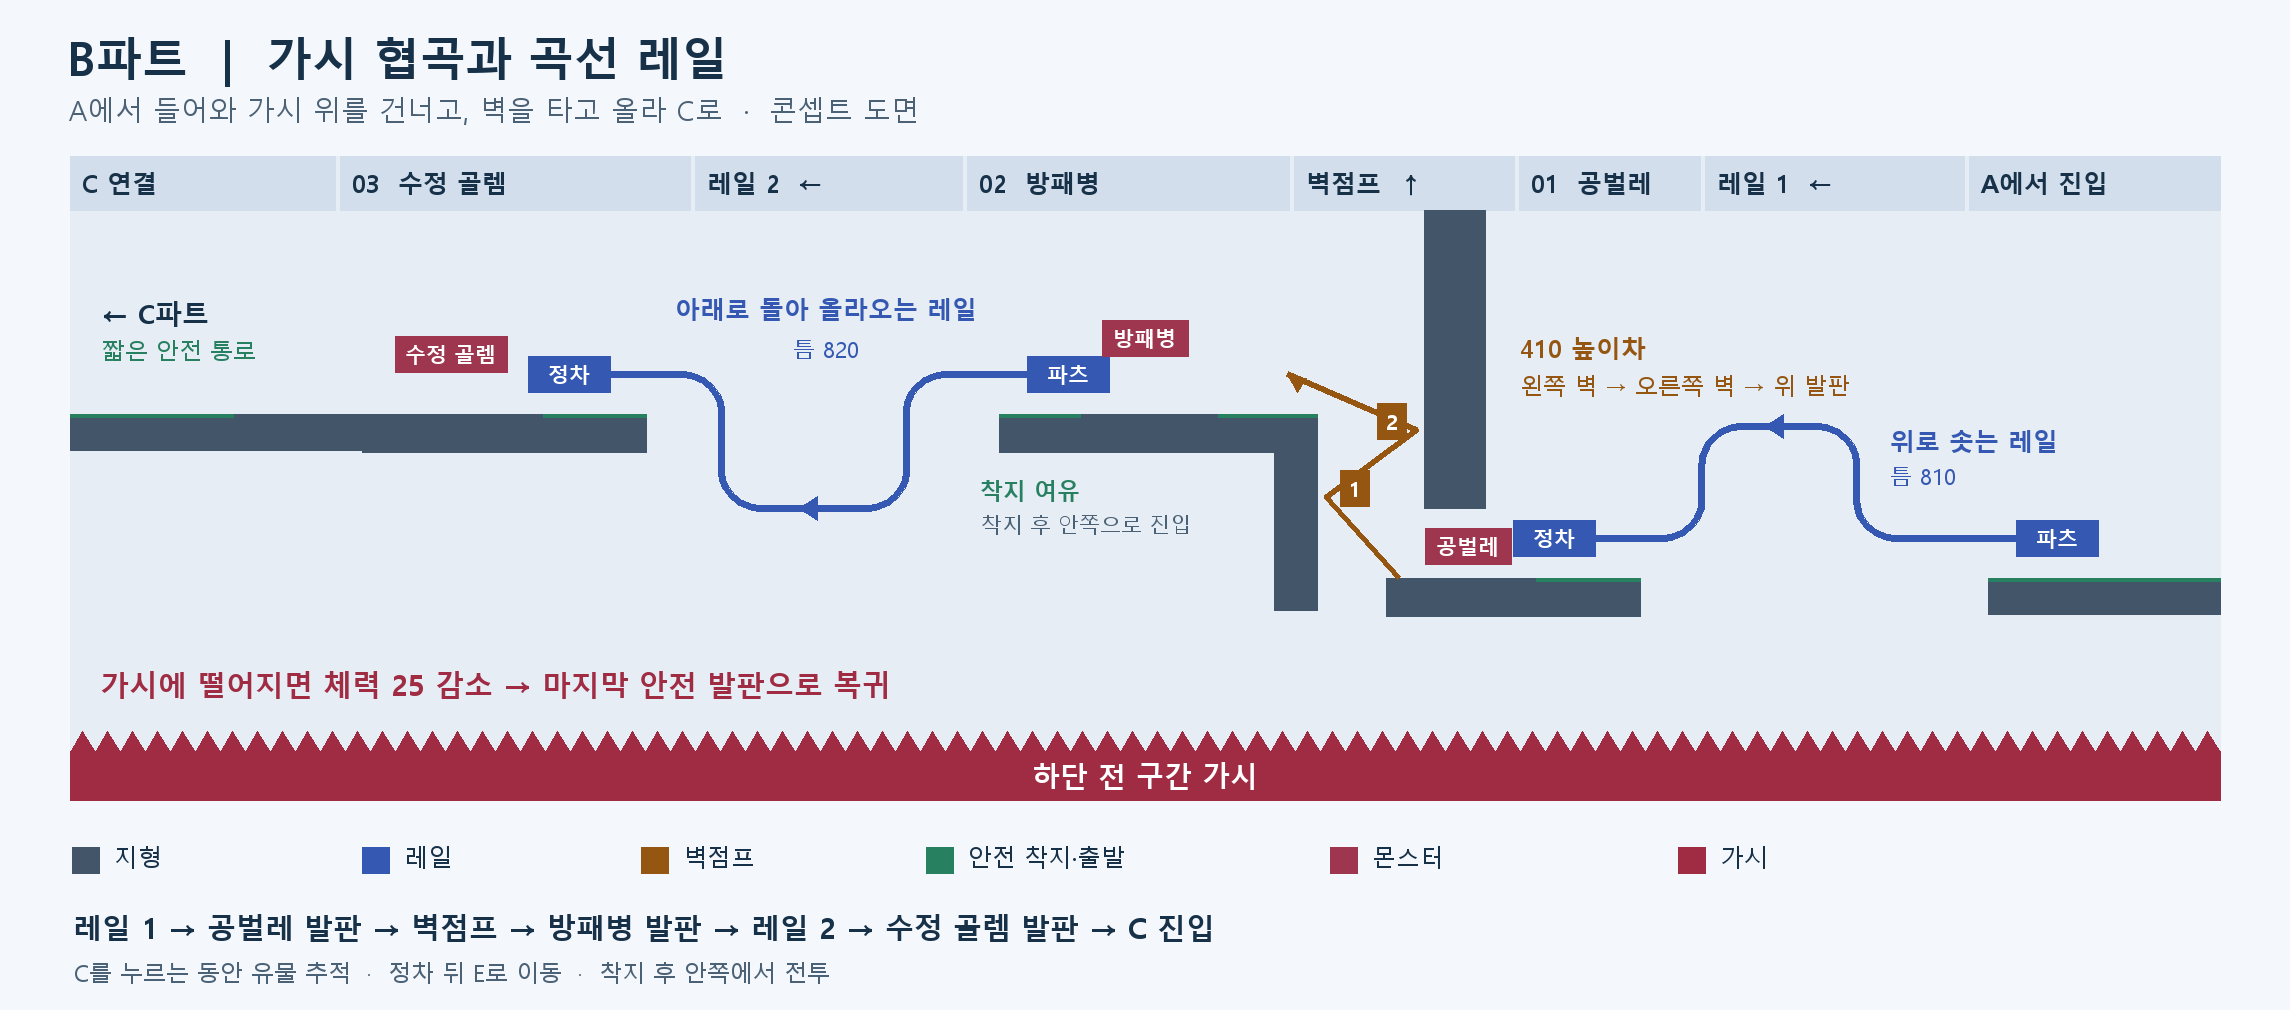 B파트 | 가시 협곡과 곡선 레일
A에서 들어와 가시 위를 건너고, 벽을 타고 올라 C로 · 콘셉트 도면
C 연결
03 수정 골렘
레일 2 ←
02 방패병
벽점프 ↑
01 공벌레
레일 1 ←
A에서 진입
← C파트
짧은 안전 통로
수정 골렘
정차
아래로 돌아 올라오는 레일
틈 820
파츠
방패병
착지 여유
착지 후 안쪽으로 진입
2
1
410 높이차
왼쪽 벽 → 오른쪽 벽 → 위 발판
공벌레
정차
위로 솟는 레일
틈 810
파츠
가시에 떨어지면 체력 25 감소 → 마지막 안전 발판으로 복귀
하단 전 구간 가시
지형
레일
벽점프
안전 착지·출발
몬스터
가시
레일 1 → 공벌레 발판 → 벽점프 → 방패병 발판 → 레일 2 → 수정 골렘 발판 → C 진입
C를 누르는 동안 유물 추적 · 정차 뒤 E로 이동 · 착지 후 안쪽에서 전투